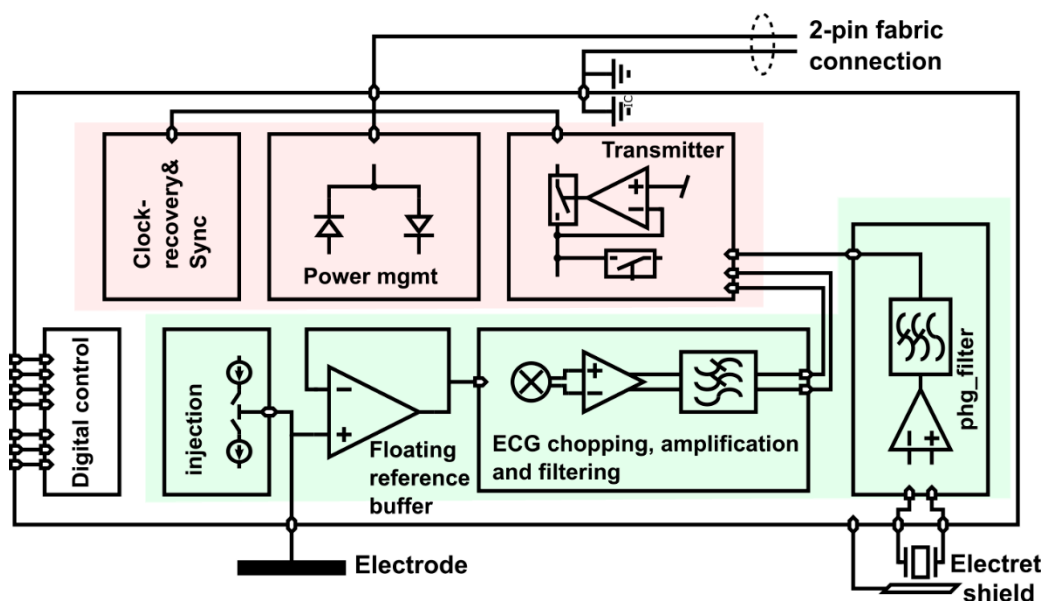 2-pin fabric
connection
IC
Transmitter
Clock-
recovery&
Sync
Power mgmt
Digital control
injection
Floating
reference
buffer
ECG chopping, amplification
and filtering
phg_filter
Electrode
Electret
shield